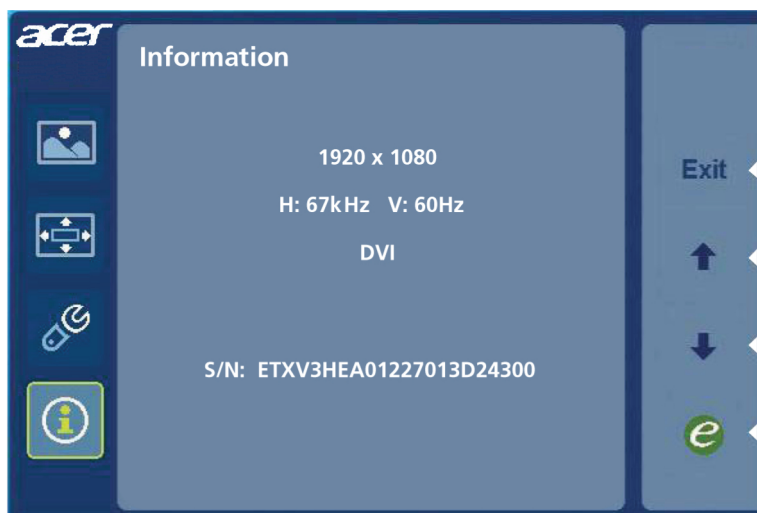 acer
Information
1920 x 1080
H: 67kHz V: 60Hz
DVI
S/N: ETXV3HEA01227013D24300
Exit
e